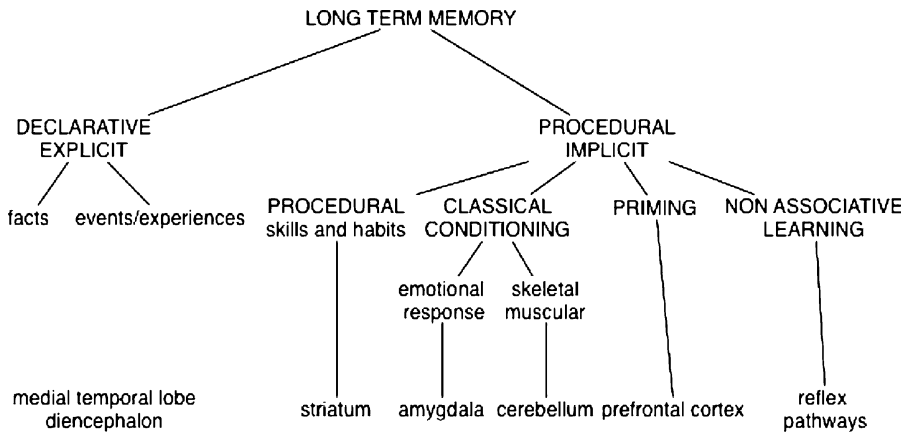 LONG TERM MEMORY
DECLARATIVE
EXPLICIT
PROCEDURAL
IMPLICIT
facts
events/experiences
PROCEDURAL
skills and habits
CLASSICAL
CONDITIONING
PRIMING
NON ASSOCIATIVE
LEARNING
emotional
response
skeletal
muscular
medial temporal lobe
diencephalon
striatum
amygdala
cerebellum
prefrontal cortex
reflex
pathways